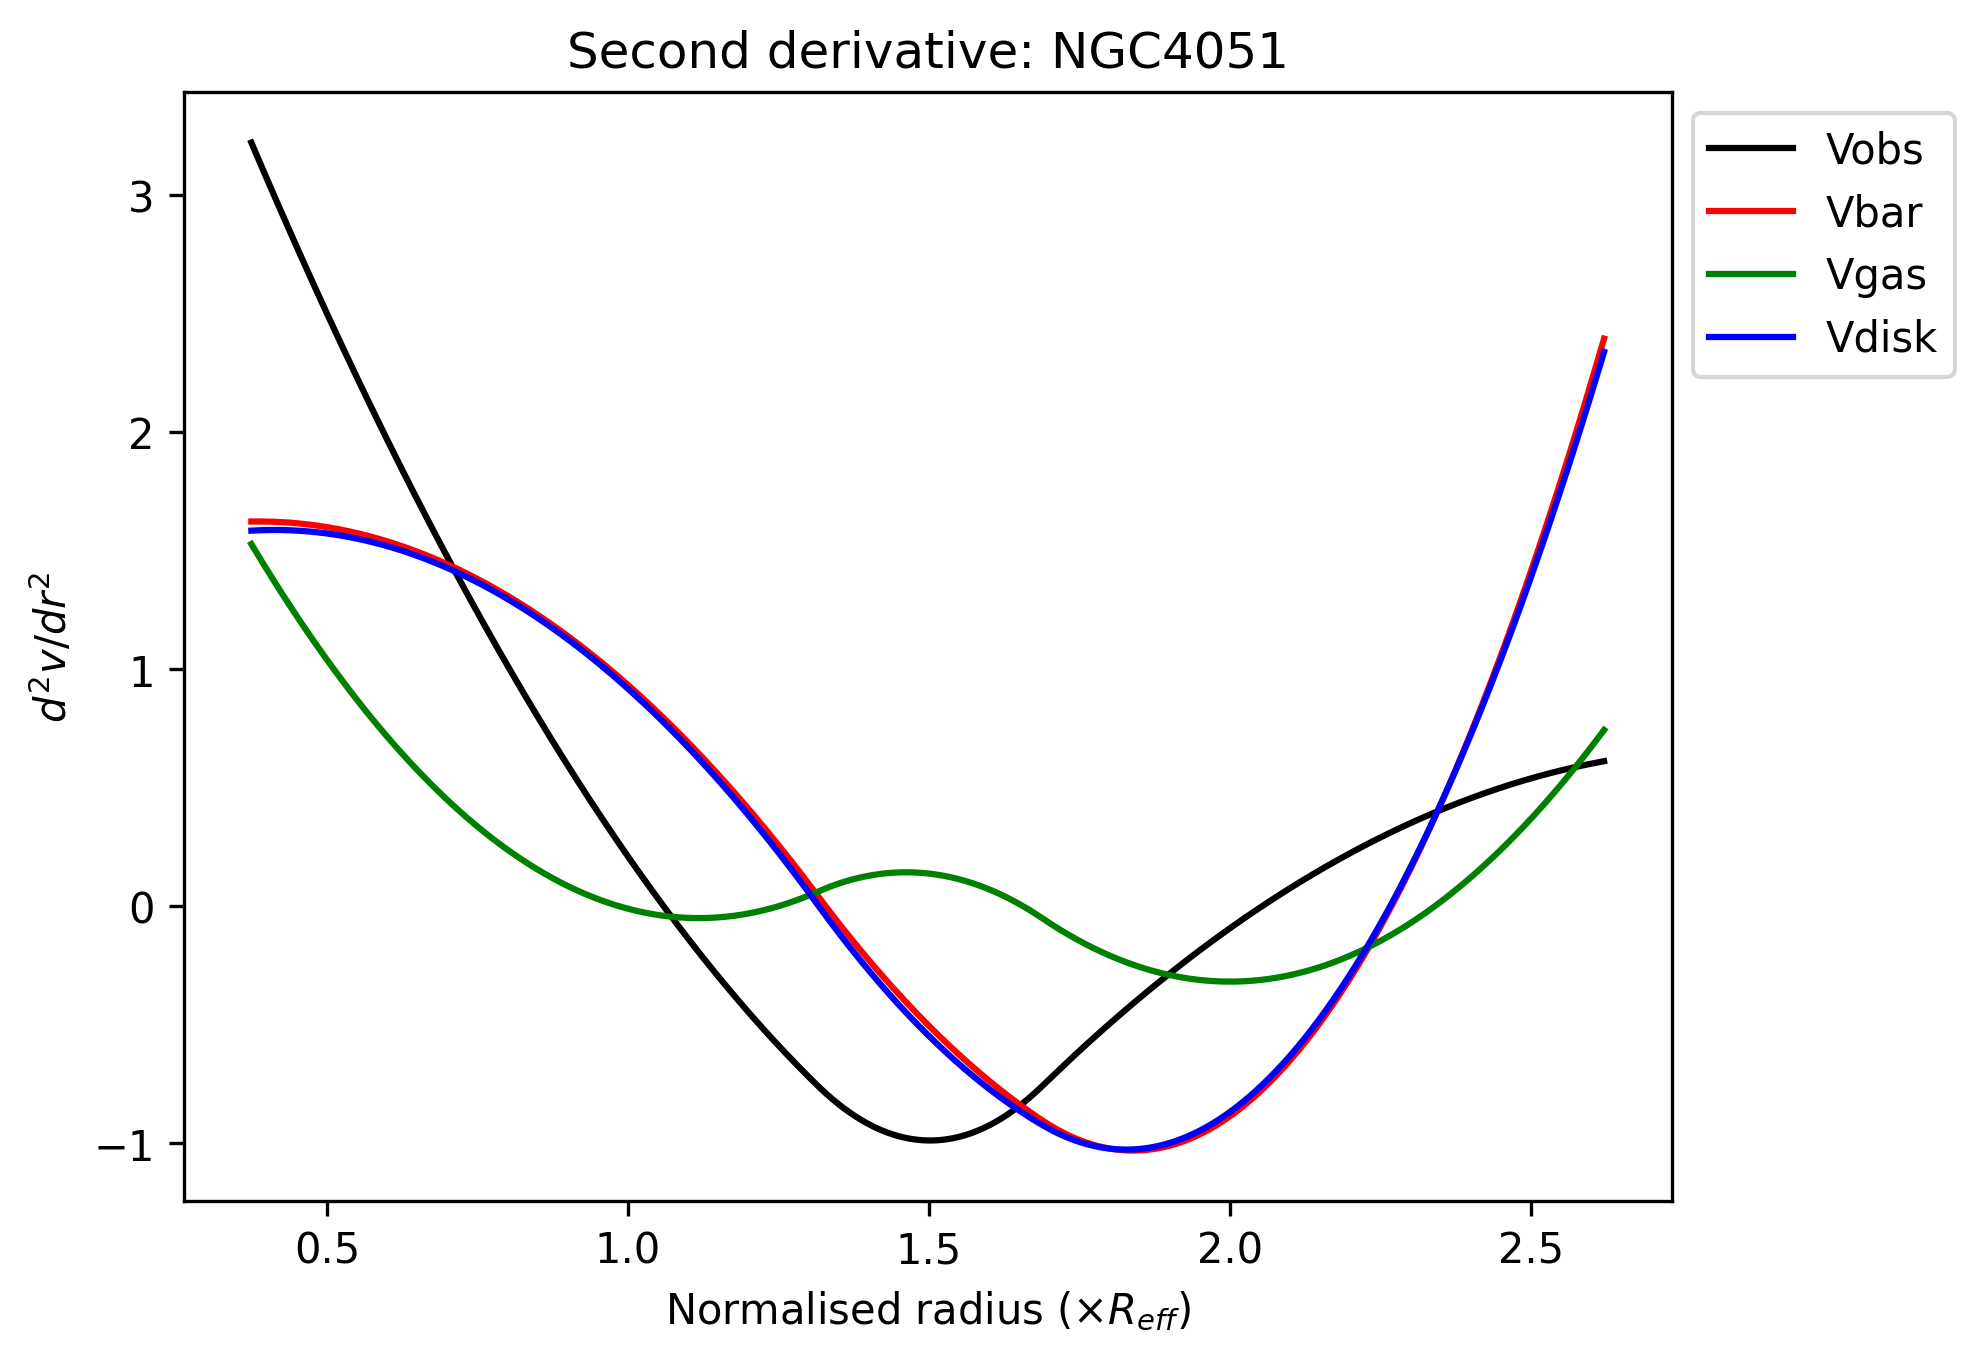 Second derivative: NGC4051
Vobs
Vbar
Vgas
Vdisk
d²v/dr²
3
2
1
0
−1
0.5 1.0 1.5 2.0 2.5
Normalised radius (×R_eff)